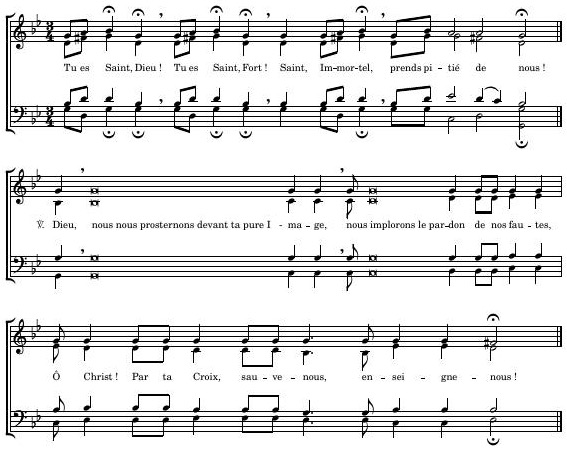 Tu es Saint, Dieu ! Tu es Saint, Fort ! Saint, Im – mor – tel, prends pi – tié de nous !
℣. Dieu, nous nous prosternons devant ta pure I - ma – ge, nous implorons le par – don de nos fau – tes,
Ô Christ ! Par ta Croix, sau – ve – nous, en – sei – gne – nous !